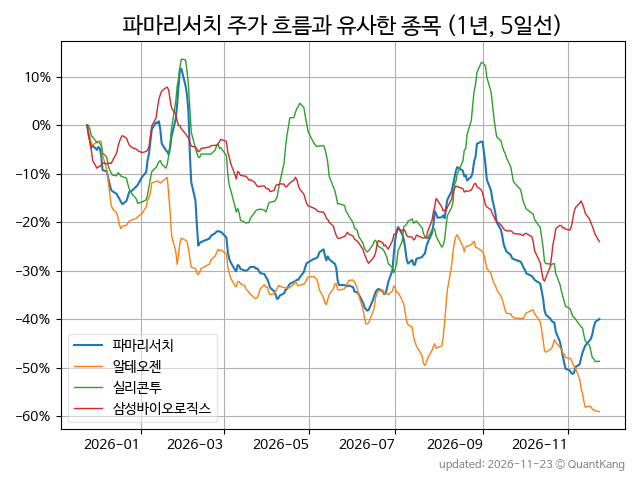 파마리서치 주가 흐름과 유사한 종목 (1년, 5일선)
10%
0%
−10%
−20%
−30%
−40%
−50%
−60%
파마리서치
알테오젠
실리콘투
삼성바이오로직스
2026-01
2026-03
2026-05
2026-07
2026-09
2026-11
updated: 2026-11-23 © QuantKang